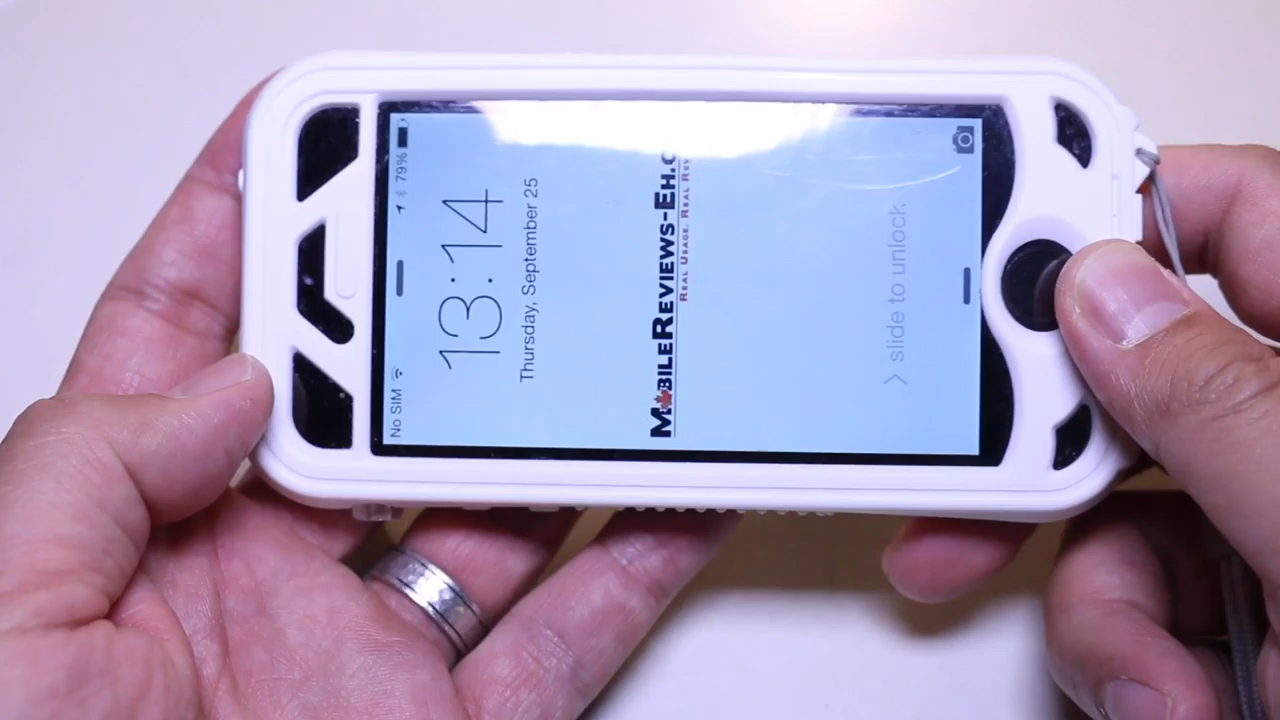 No SIM 79%
13:14
Thursday, September 25
MOBILEREVIEWS-EH.C
REAL USAGE. REAL REV
> slide to unlock